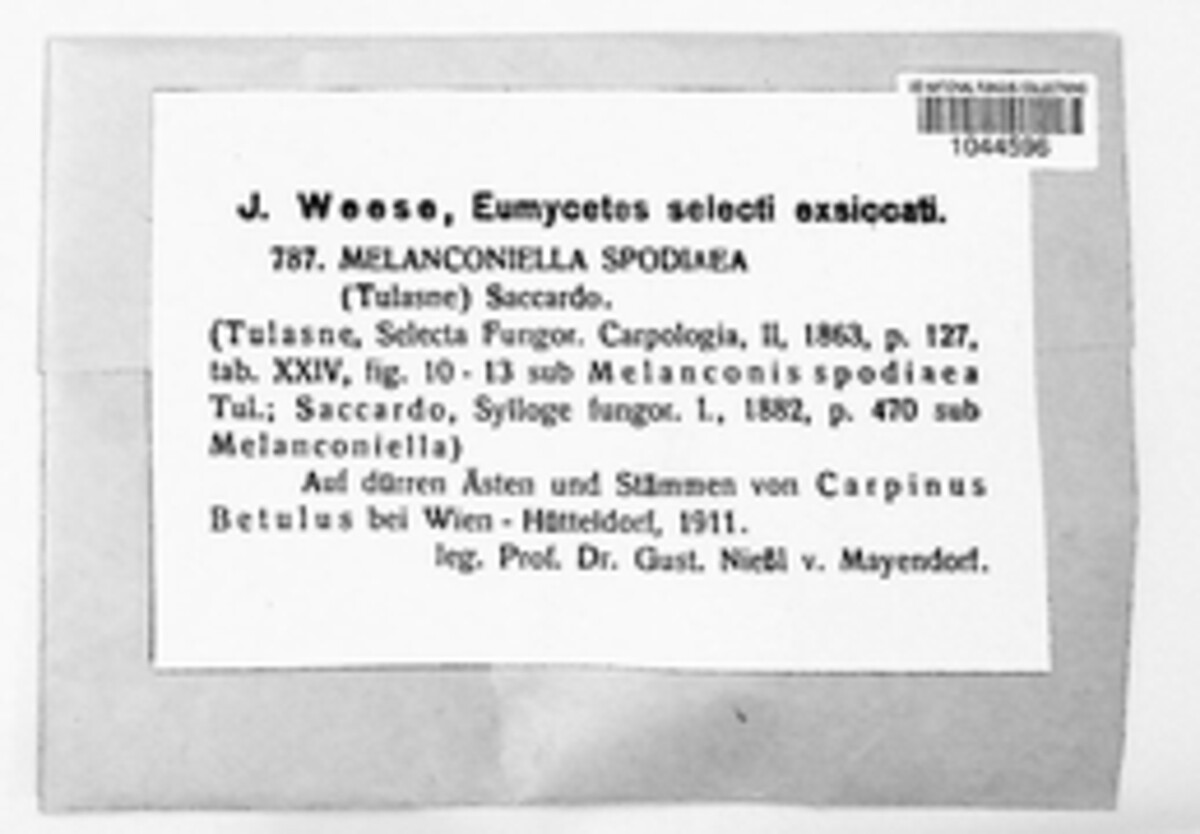 1044596
J. Weese, Eumycetes selecti exsiccati.
787. MELANCONIELLA SPODIAEA
(Tulasne) Saccardo.
(Tulasne, Selecta Fungor. Carpologia, II, 1863, p. 127,
tab. XXIV, fig. 10 - 13 sub Melanconis spodiaea
Tul.; Saccardo, Sylloge fungor. I., 1882, p. 470 sub
Melanconiella)
Auf dürren Ästen und Stämmen von Carpinus
Betulus bei Wien - Hütteldorf, 1911.
leg. Prof. Dr. Gust. Nießl v. Mayendorf.